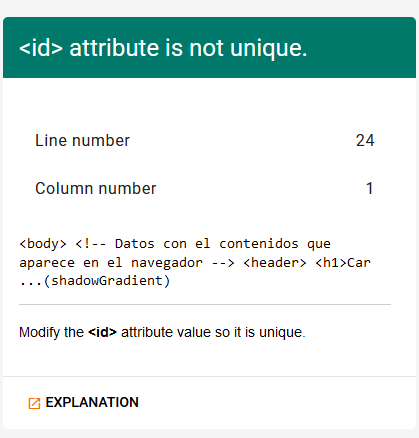 <id> attribute is not unique.
Line number 24
Column number 1
<body> <!-- Datos con el contenidos que
aparece en el navegador --> <header> <h1>Car
...(shadowGradient)
Modify the <id> attribute value so it is unique.
EXPLANATION